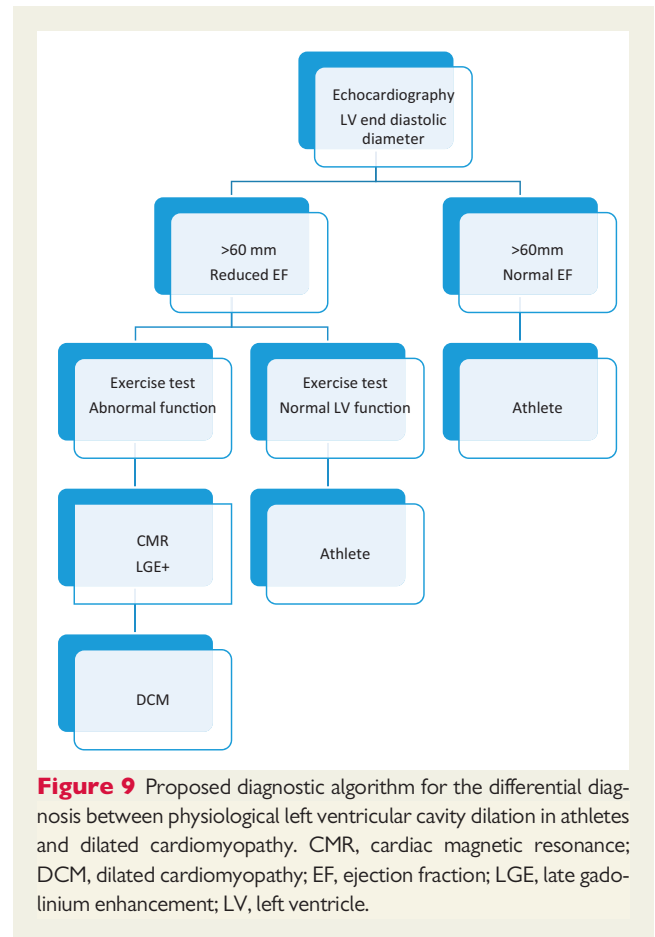 Echocardiography
LV end diastolic
diameter
>60 mm
Reduced EF
>60mm
Normal EF
Exercise test
Abnormal function
Exercise test
Normal LV function
Athlete
CMR
LGE+
Athlete
DCM
Figure 9 Proposed diagnostic algorithm for the differential diag-
nosis between physiological left ventricular cavity dilation in athletes
and dilated cardiomyopathy. CMR, cardiac magnetic resonance;
DCM, dilated cardiomyopathy; EF, ejection fraction; LGE, late gado-
linium enhancement; LV, left ventricle.